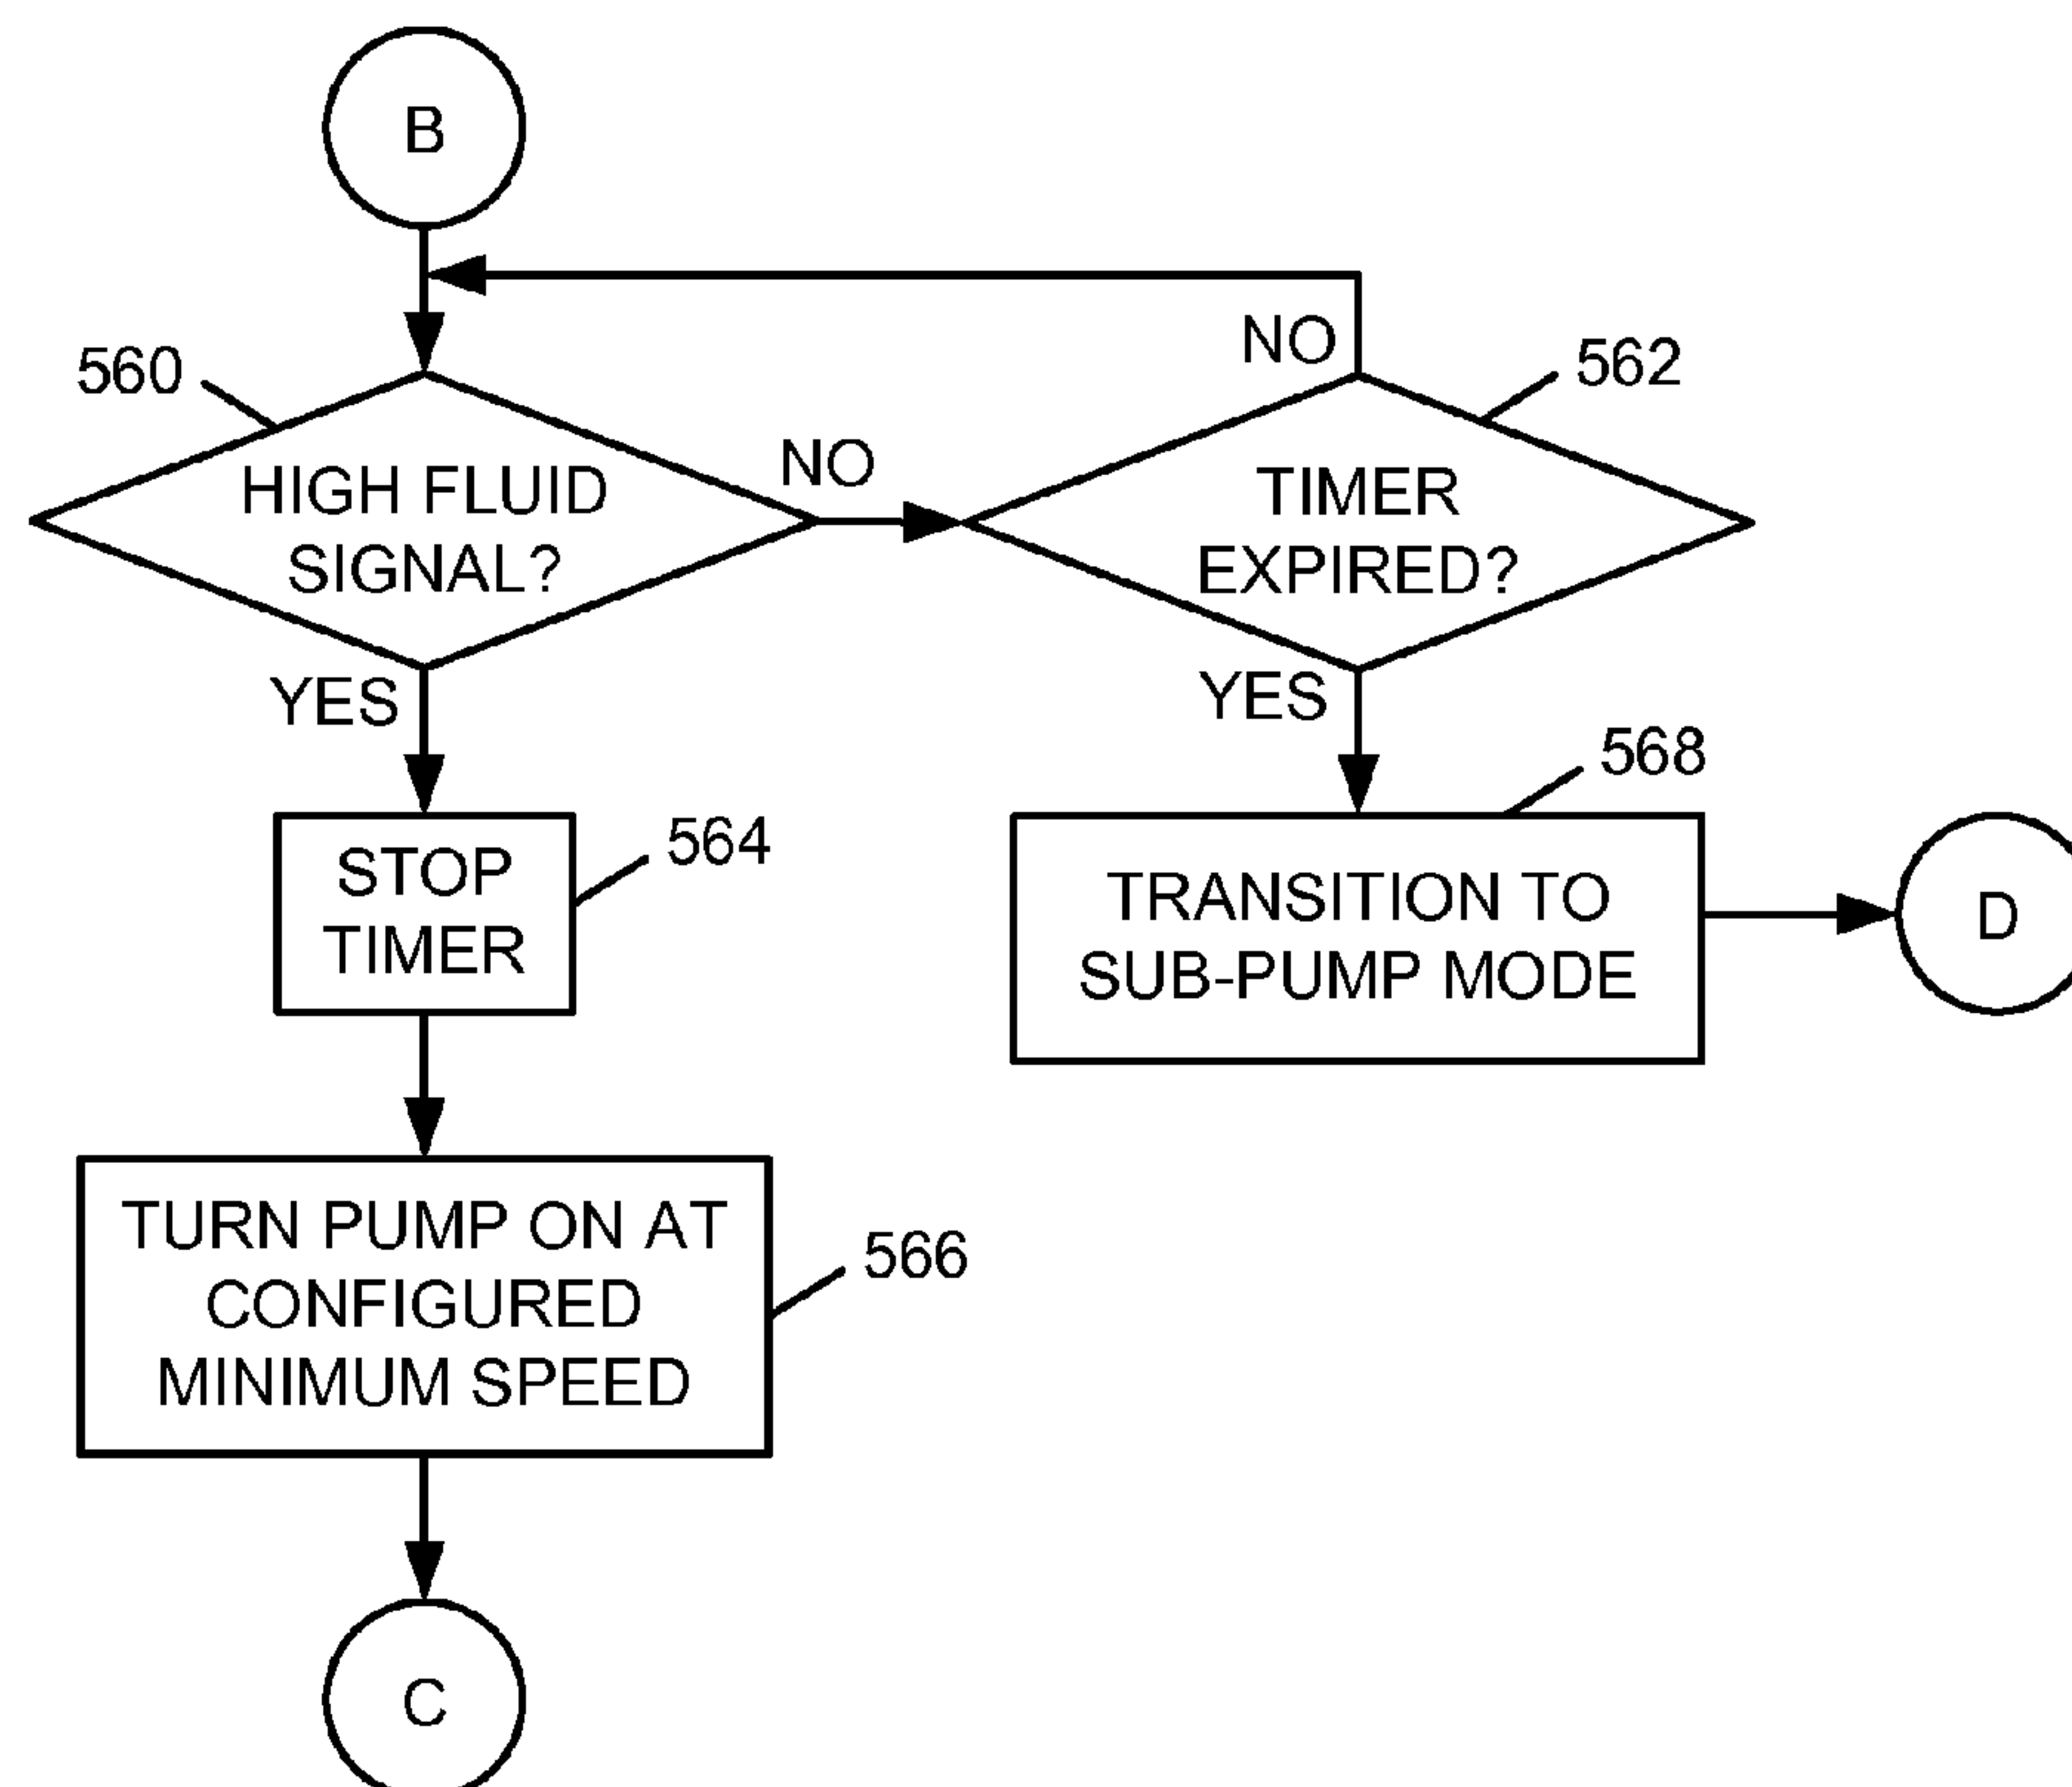 B
560
HIGH FLUID
SIGNAL?
NO
NO
562
TIMER
EXPIRED?
YES
YES
564
STOP
TIMER
568
TRANSITION TO
SUB-PUMP MODE
D
TURN PUMP ON AT
CONFIGURED
MINIMUM SPEED
566
C